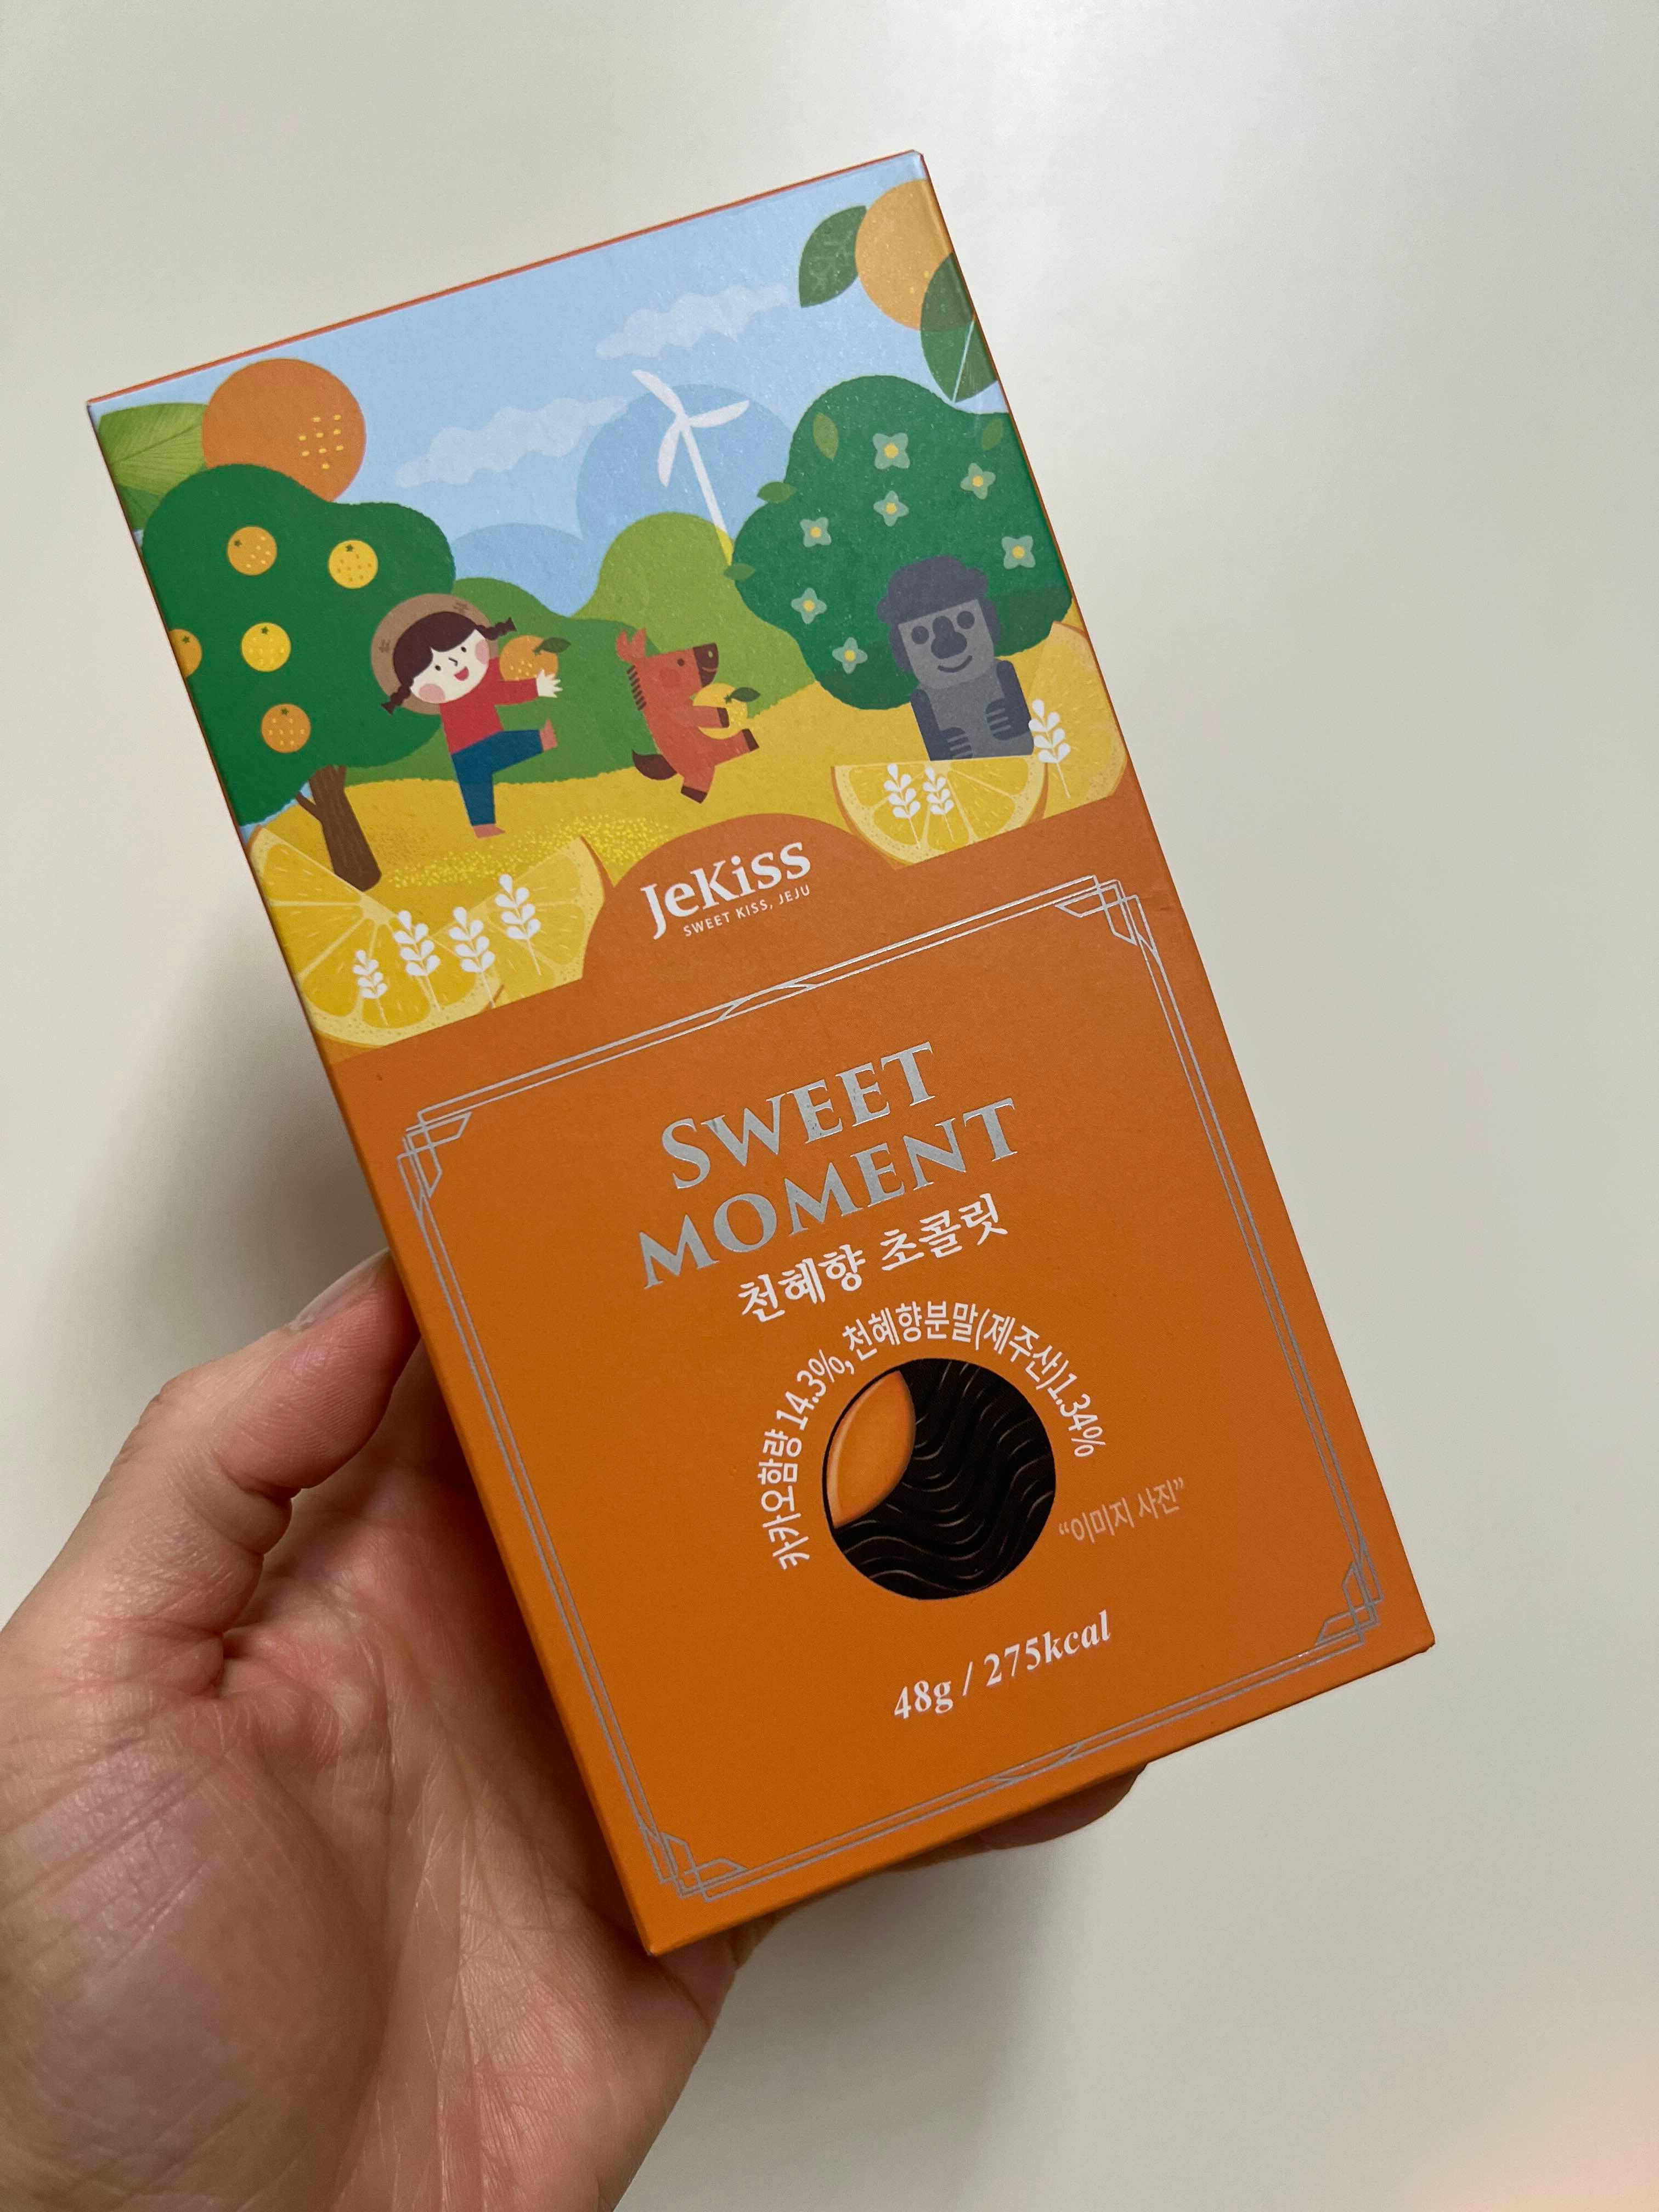 JeKiss
SWEET KISS, JEJU
SWEET
MOMENT
천혜향 초콜릿
카카오함량 14.3%, 천혜향분말(제주산)1.34%
“이미지 사진”
48g / 275kcal